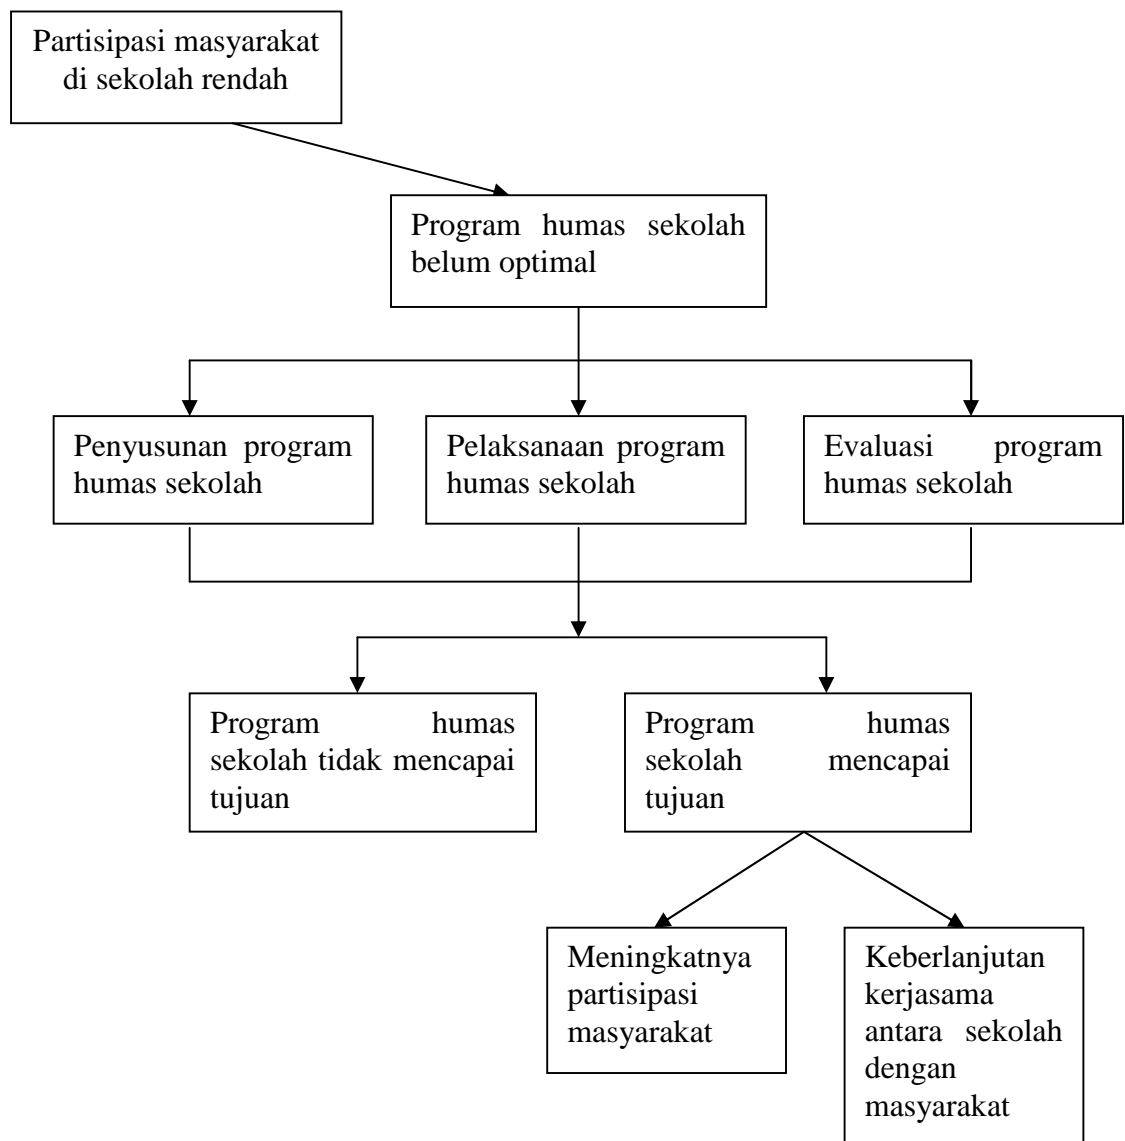 Partisipasi masyarakat
di sekolah rendah
Program humas sekolah
belum optimal
Penyusunan program
humas sekolah
Pelaksanaan program
humas sekolah
Evaluasi program
humas sekolah
Program humas
sekolah tidak mencapai
tujuan
Program humas
sekolah mencapai
tujuan
Meningkatnya
partisipasi
masyarakat
Keberlanjutan
kerjasama
antara sekolah
dengan
masyarakat